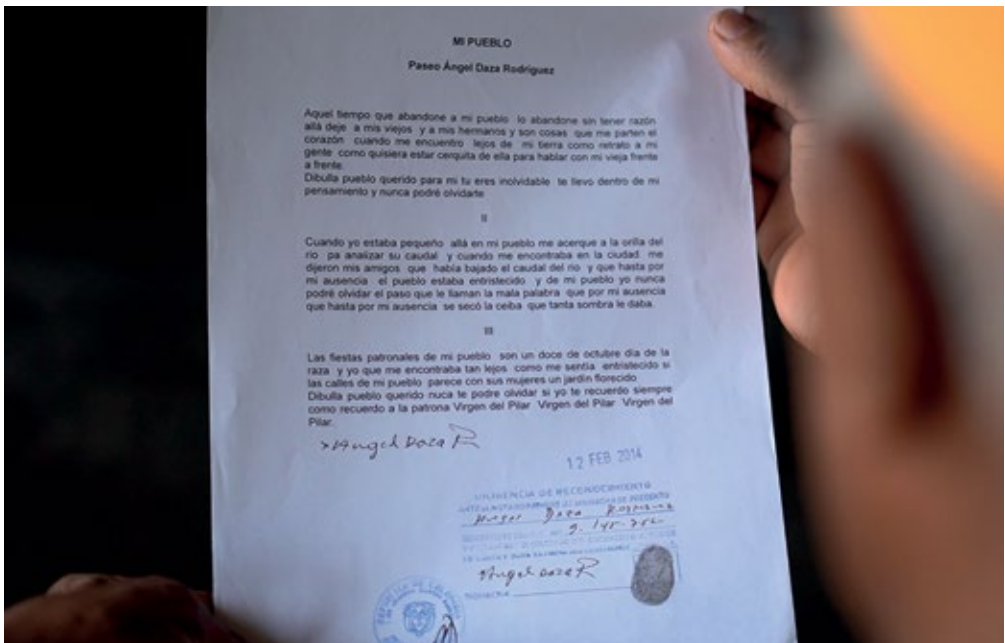 MI PUEBLO
Paseo Ángel Daza Rodríguez
Aquel tiempo que abandone a mi pueblo lo abandone sin tener razón
allá deje a mis viejos y a mis hermanos y son cosas que me parten el
corazón cuando me encuentro lejos de mi tierra como retrato a mi
gente como quisiera estar cerquita de ella para hablar con mi vieja frente
a frente.
Dibulla pueblo querido para mi tu eres inolvidable te llevo dentro de mi
pensamiento y nunca podré olvidarte
II
Cuando yo estaba pequeño allá en mi pueblo me acerque a la orilla del
rio pa analizar su caudal y cuando me encontraba en la ciudad me
dijeron mis amigos que había bajado el caudal del rio y que hasta por
mi ausencia el pueblo estaba entristecido y de mi pueblo yo nunca
podré olvidar el paso que le llaman la mala palabra que por mi ausencia
que hasta por mi ausencia se secó la ceiba que tanta sombra le daba.
III
Las fiestas patronales de mi pueblo son un doce de octubre día de la
raza y yo que me encontraba tan lejos como me sentía entristecido si
las calles de mi pueblo parece con sus mujeres un jardín florecido
Dibulla pueblo querido nuca te podre olvidar si yo te recuerdo siempre
como recuerdo a la patrona Virgen del Pilar Virgen del Pilar Virgen del
Pilar.
Angel Daza R
12 FEB 2014
DILIGENCIA DE RECONOCIMIENTO
Angel Daza Rodriguez
Angel Daza R